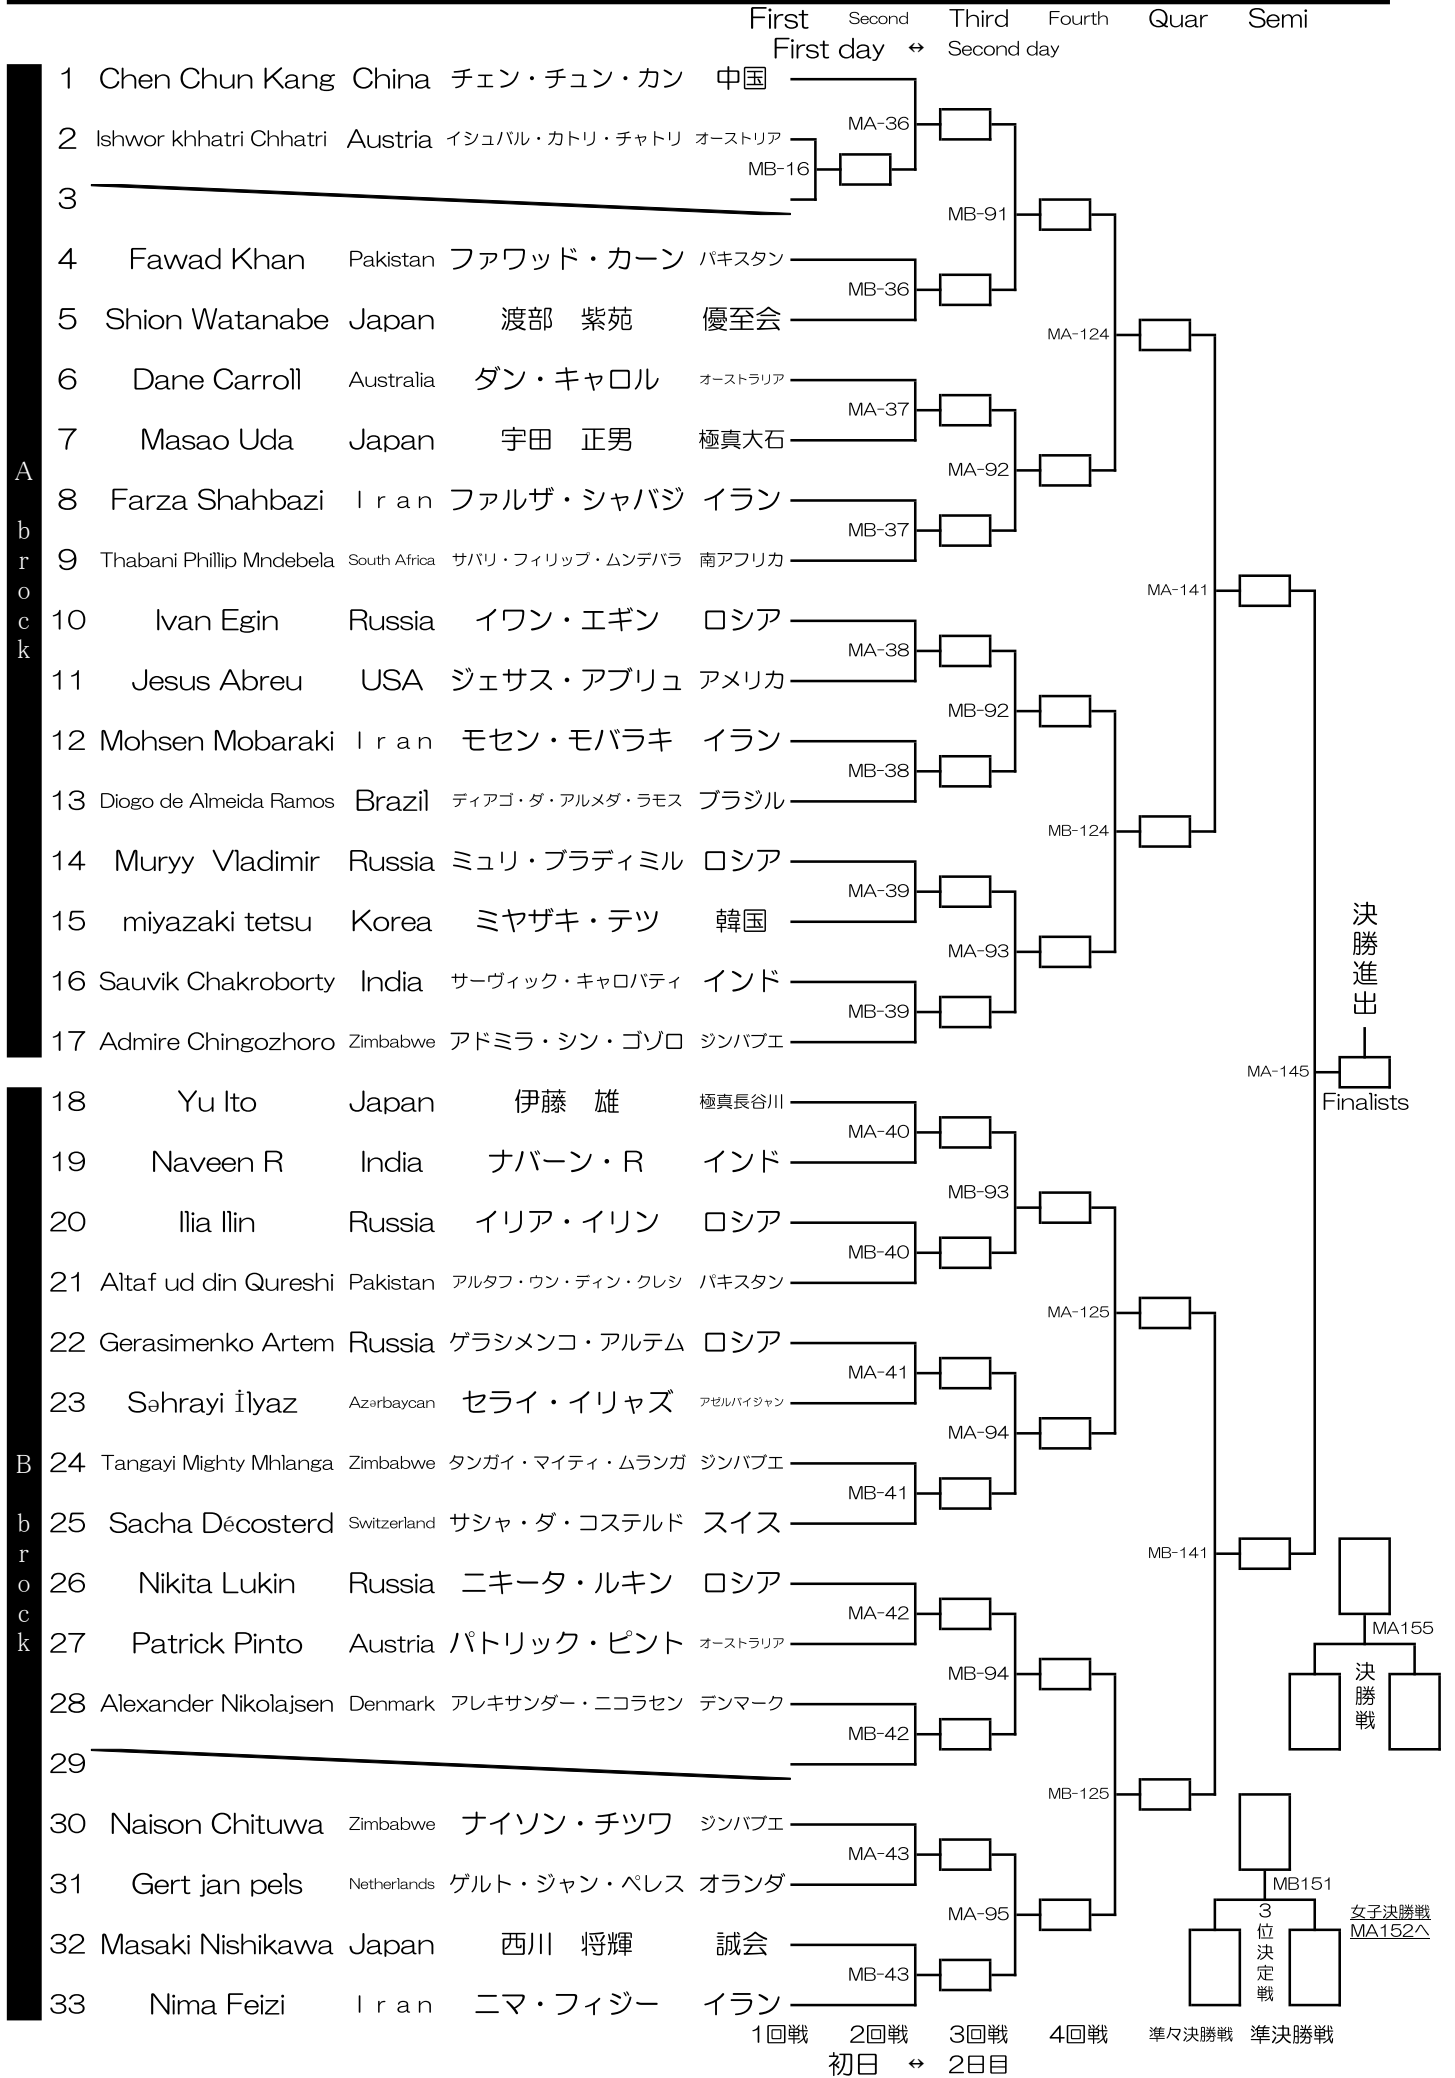 First Second Third Fourth Quar Semi
First day ↔ Second day
1 Chen Chun Kang China チェン・チュン・カン 中国
MA-36
2 Ishwor khhatri Chhatri Austria イシュバル・カトリ・チャトリ オーストリア
MB-16
3
MB-91
4 Fawad Khan Pakistan ファワッド・カーン パキスタン
MB-36
5 Shion Watanabe Japan 渡部 紫苑 優至会
MA-124
6 Dane Carroll Australia ダン・キャロル オーストラリア
MA-37
7 Masao Uda Japan 宇田 正男 極真大石
MA-92
A brock
8 Farza Shahbazi Iran ファルザ・シャバジ イラン
MB-37
9 Thabani Phillip Mndebela South Africa サバリ・フィリップ・ムンデバラ 南アフリカ
MA-141
10 Ivan Egin Russia イワン・エギン ロシア
MA-38
11 Jesus Abreu USA ジェサス・アブリュ アメリカ
MB-92
12 Mohsen Mobaraki Iran モセン・モバラキ イラン
MB-38
13 Diogo de Almeida Ramos Brazil ディアゴ・ダ・アルメダ・ラモス ブラジル
MB-124
14 Muryy Vladimir Russia ミュリ・ブラディミル ロシア
MA-39
15 miyazaki tetsu Korea ミヤザキ・テツ 韓国
MA-93
決勝進出
16 Sauvik Chakroborty India サーヴィック・キャロバティ インド
MB-39
17 Admire Chingozhoro Zimbabwe アドミラ・シン・ゴゾロ ジンバブエ
MA-145
Finalists
18 Yu Ito Japan 伊藤 雄 極真長谷川
MA-40
19 Naveen R India ナバーン・R インド
MB-93
20 Ilia Ilin Russia イリア・イリン ロシア
MB-40
21 Altaf ud din Qureshi Pakistan アルタフ・ウン・ディン・クレシ パキスタン
MA-125
22 Gerasimenko Artem Russia ゲラシメンコ・アルテム ロシア
MA-41
23 Səhrayi İlyaz Azərbaycan セライ・イリャズ アゼルバイジャン
MA-94
B brock
24 Tangayi Mighty Mhlanga Zimbabwe タンガイ・マイティ・ムランガ ジンバブエ
MB-41
25 Sacha Décosterd Switzerland サシャ・ダ・コステルド スイス
MB-141
26 Nikita Lukin Russia ニキータ・ルキン ロシア
MA-42
MA155
27 Patrick Pinto Austria パトリック・ピント オーストラリア
MB-94
決勝戦
28 Alexander Nikolajsen Denmark アレキサンダー・ニコラセン デンマーク
MB-42
29
MB-125
30 Naison Chituwa Zimbabwe ナイソン・チツワ ジンバブエ
MA-43
31 Gert jan pels Netherlands ゲルト・ジャン・ペレス オランダ
MB151
MA-95
3位決定戦
女子決勝戦
MA152へ
32 Masaki Nishikawa Japan 西川 将輝 誠会
MB-43
33 Nima Feizi Iran ニマ・フィジー イラン
1回戦 2回戦 3回戦 4回戦 準々決勝戦 準決勝戦
初日 ↔ 2日目